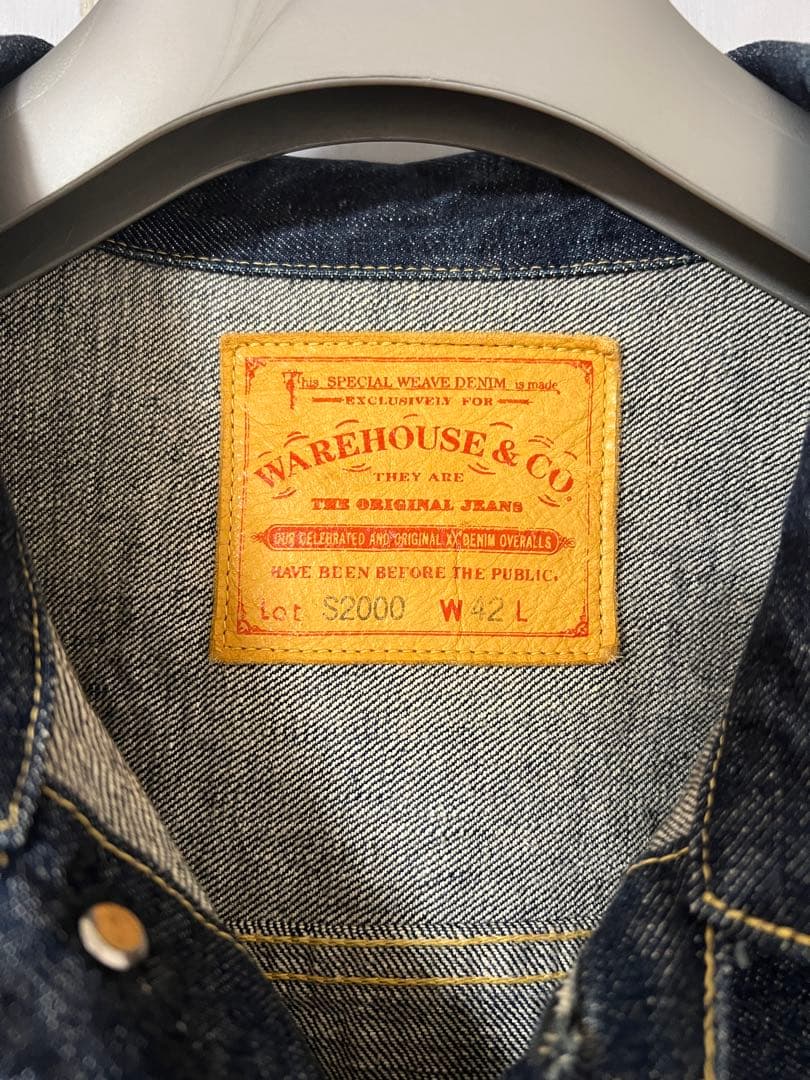 This SPECIAL WEAVE DENIM is made
EXCLUSIVELY FOR
WAREHOUSE & CO.
THEY ARE
THE ORIGINAL JEANS
OUR CELEBRATED AND ORIGINAL XX DENIM OVERALLS
HAVE BEEN BEFORE THE PUBLIC.
Lot S2000 W 42 L